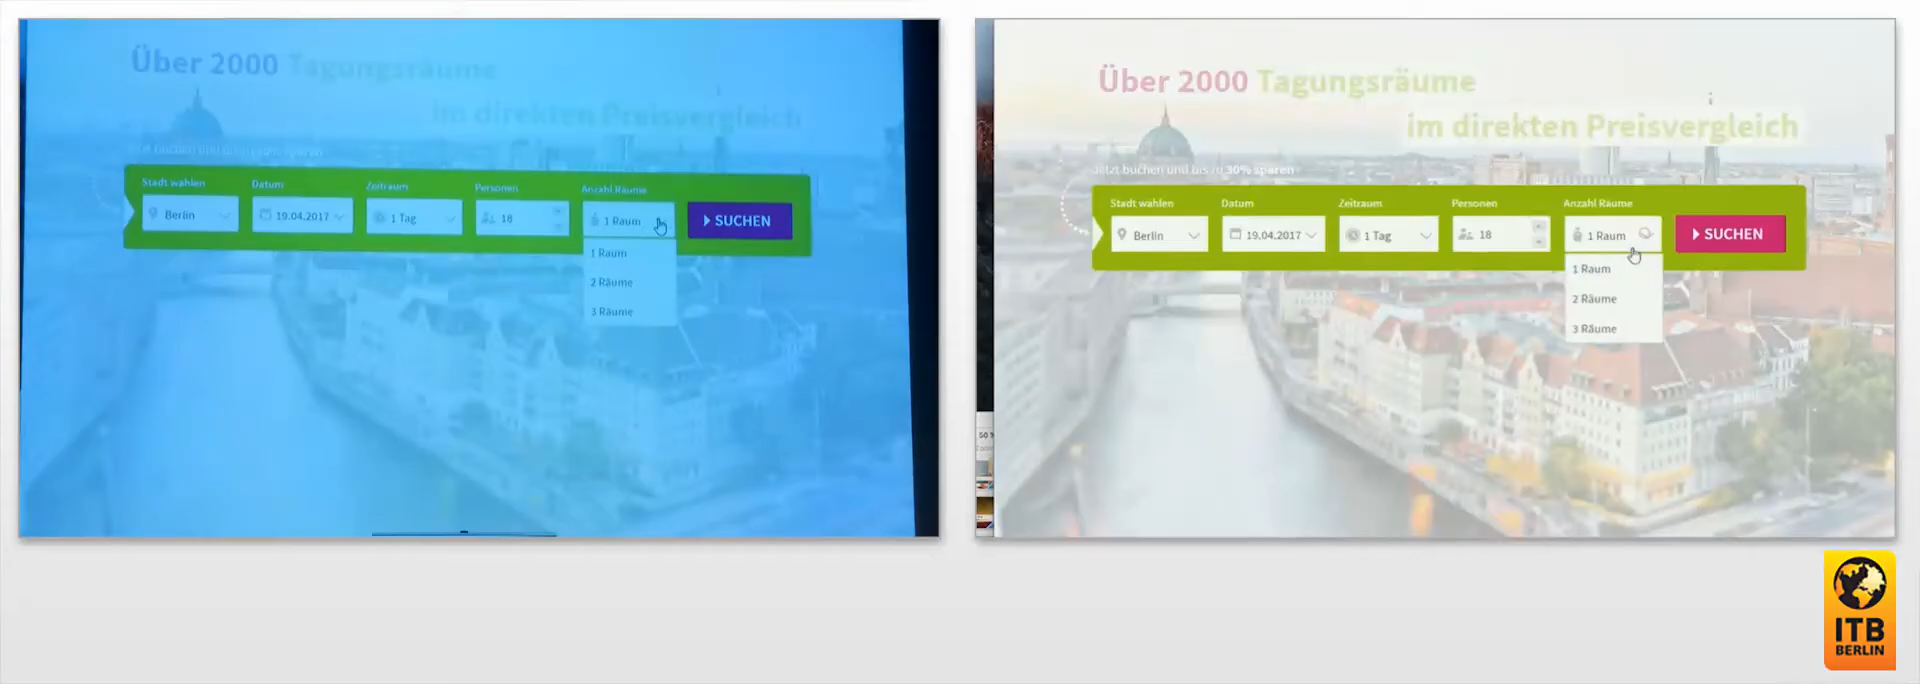 Über 2000 Tagungsräume
im direkten Preisvergleich
Stadt wählen Datum Zeitraum Personen Anzahl Räume
Berlin 19.04.2017 1 Tag 18 1 Raum SUCHEN
1 Raum
2 Räume
3 Räume
Über 2000 Tagungsräume
im direkten Preisvergleich
Jetzt buchen und bis zu 30% sparen
Stadt wählen Datum Zeitraum Personen Anzahl Räume
Berlin 19.04.2017 1 Tag 18 1 Raum SUCHEN
1 Raum
2 Räume
3 Räume
50 %
ITB
BERLIN